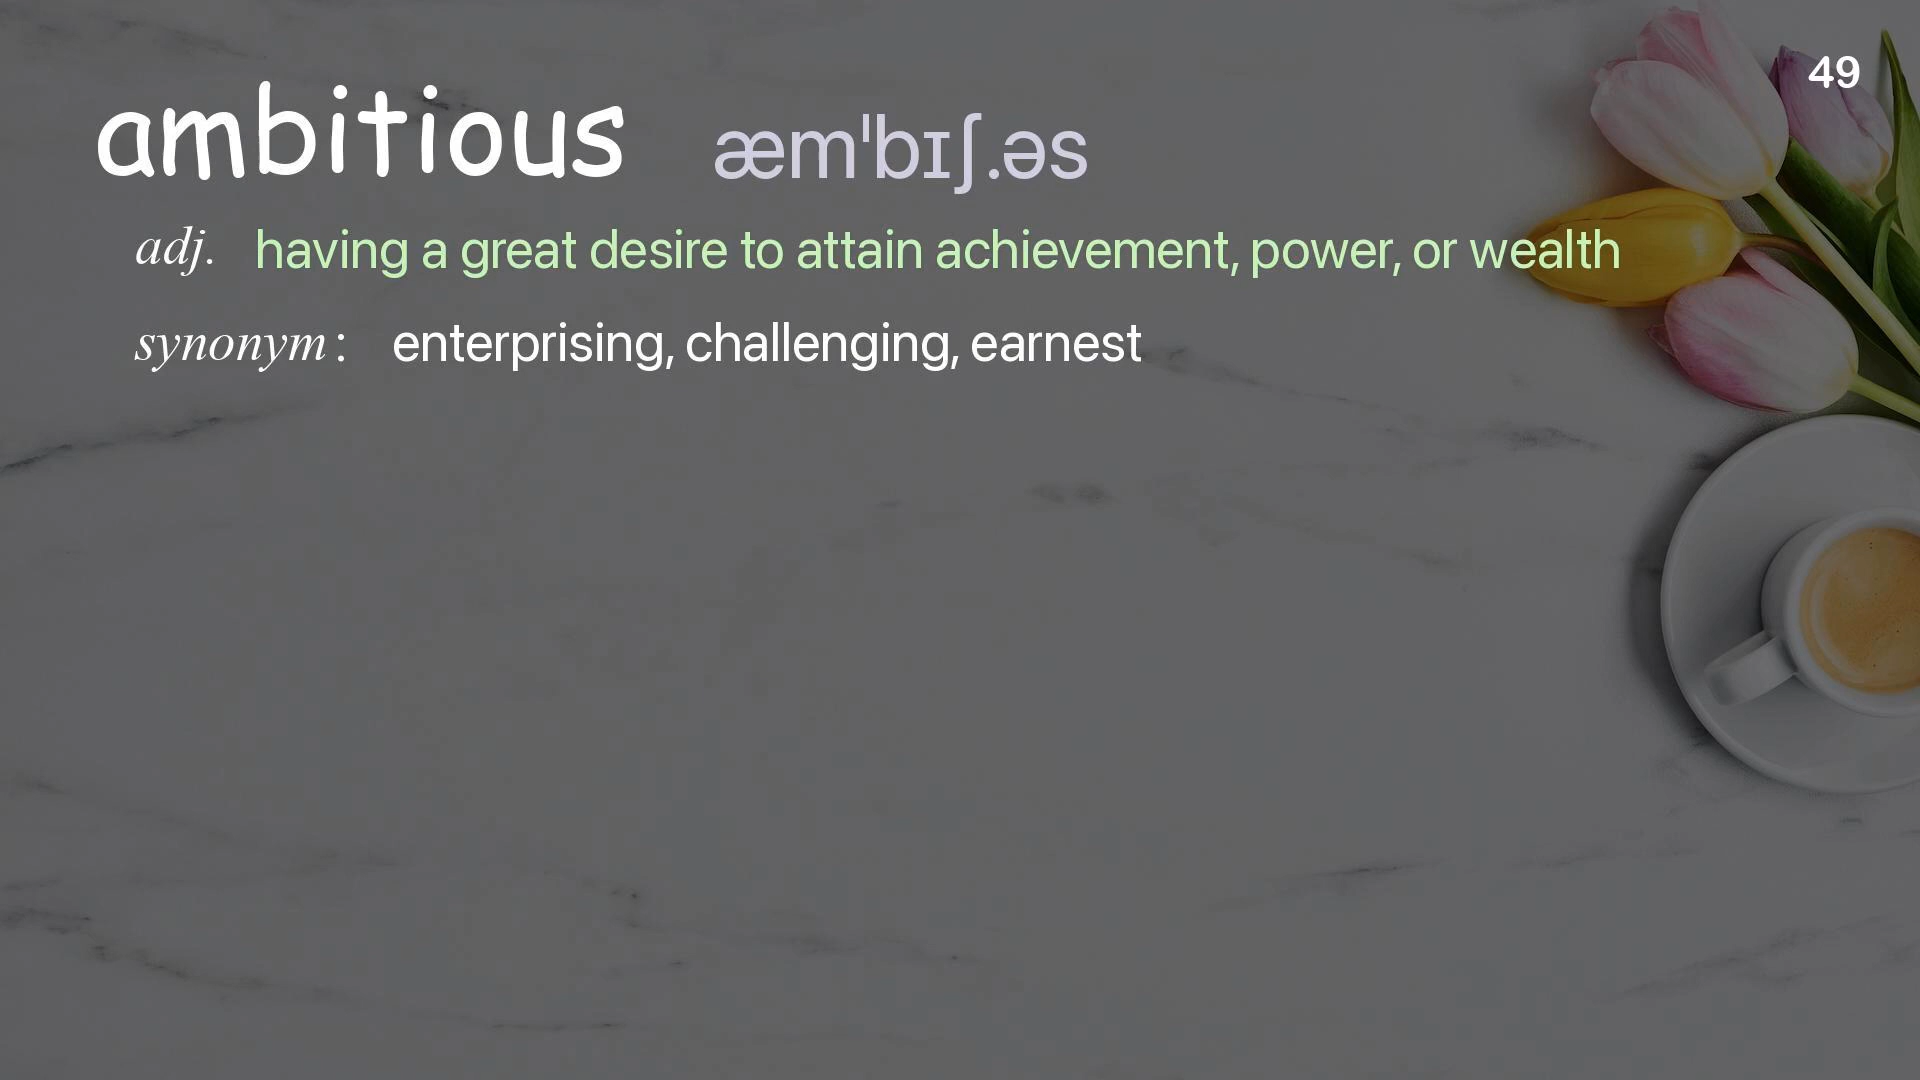 49
ambitious æmˈbɪʃ.əs
adj. having a great desire to attain achievement, power, or wealth
synonym: enterprising, challenging, earnest